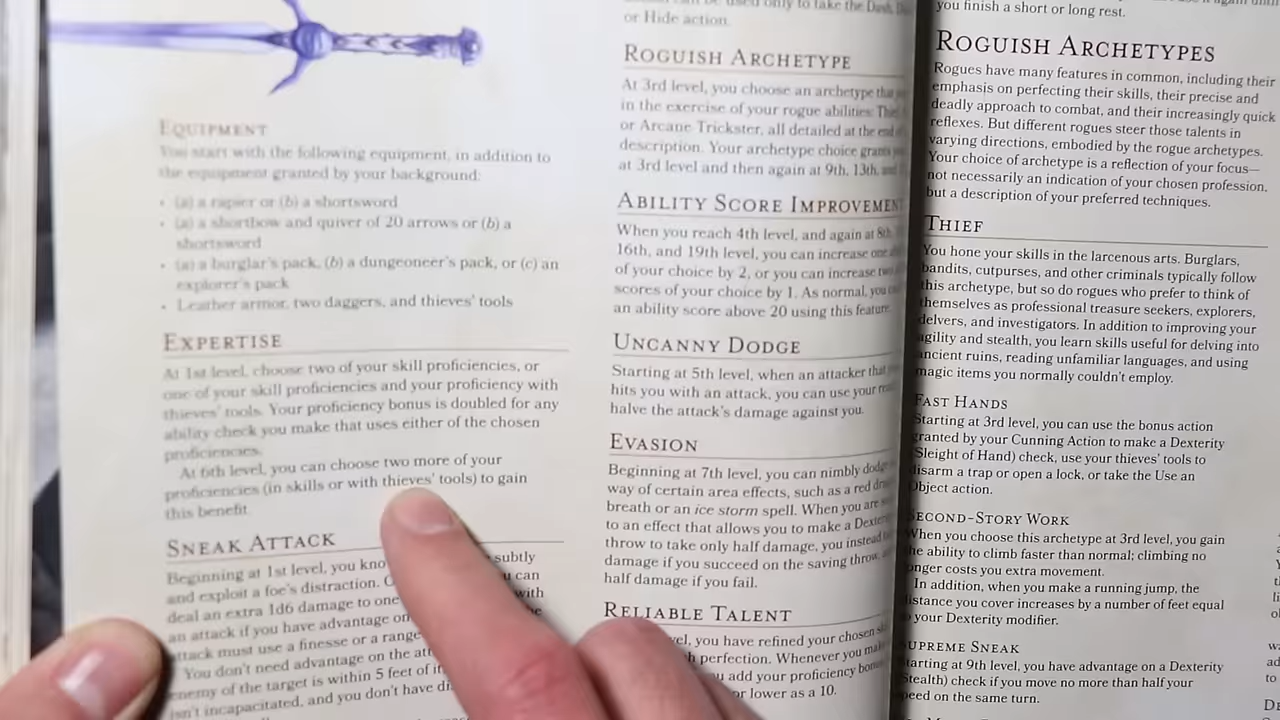 EQUIPMENT
You start with the following equipment, in addition to
the equipment granted by your background:
• (a) a rapier or (b) a shortsword
• (a) a shortbow and quiver of 20 arrows or (b) a
shortsword
• (a) a burglar's pack, (b) a dungeoneer's pack, or (c) an
explorer's pack
• Leather armor, two daggers, and thieves' tools
EXPERTISE
At 1st level, choose two of your skill proficiencies, or
one of your skill proficiencies and your proficiency with
thieves' tools. Your proficiency bonus is doubled for any
ability check you make that uses either of the chosen
proficiencies.
At 6th level, you can choose two more of your
proficiencies (in skills or with thieves' tools) to gain
this benefit.
SNEAK ATTACK
Beginning at 1st level, you kno subtly
and exploit a foe's distraction. can
deal an extra 1d6 damage to one with
an attack if you have advantage on
attack must use a finesse or a range
You don't need advantage on the att
enemy of the target is within 5 feet of
isn't incapacitated, and you don't have
used only to take the Dash,
or Hide action.
ROGUISH ARCHETYPE
At 3rd level, you choose an archetype that
in the exercise of your rogue abilities:
or Arcane Trickster, all detailed at the end
description. Your archetype choice grants
at 3rd level and then again at 9th, 13th,
ABILITY SCORE IMPROVEMEN
When you reach 4th level, and again at 8th,
16th, and 19th level, you can increase one
of your choice by 2, or you can increase two
scores of your choice by 1. As normal, you
an ability score above 20 using this feature.
UNCANNY DODGE
Starting at 5th level, when an attacker that
hits you with an attack, you can use your
halve the attack's damage against you.
EVASION
Beginning at 7th level, you can nimbly dodge
way of certain area effects, such as a red
breath or an ice storm spell. When you are
to an effect that allows you to make a
throw to take only half damage, you instead
damage if you succeed on the saving throw,
half damage if you fail.
RELIABLE TALENT
vel, you have refined your chosen
perfection. Whenever you
add your proficiency
or lower as a 10.
you finish a short or long rest.
ROGUISH ARCHETYPES
Rogues have many features in common, including their
emphasis on perfecting their skills, their precise and
deadly approach to combat, and their increasingly quick
reflexes. But different rogues steer those talents in
varying directions, embodied by the rogue archetypes.
Your choice of archetype is a reflection of your focus—
not necessarily an indication of your chosen profession,
but a description of your preferred techniques.
THIEF
You hone your skills in the larcenous arts. Burglars,
bandits, cutpurses, and other criminals typically follow
this archetype, but so do rogues who prefer to think of
themselves as professional treasure seekers, explorers,
delvers, and investigators. In addition to improving your
agility and stealth, you learn skills useful for delving into
ancient ruins, reading unfamiliar languages, and using
magic items you normally couldn't employ.
FAST HANDS
Starting at 3rd level, you can use the bonus action
granted by your Cunning Action to make a Dexterity
(Sleight of Hand) check, use your thieves' tools to
disarm a trap or open a lock, or take the Use an
Object action.
SECOND-STORY WORK
When you choose this archetype at 3rd level, you gain
the ability to climb faster than normal; climbing no
onger costs you extra movement.
In addition, when you make a running jump, the
distance you cover increases by a number of feet equal
o your Dexterity modifier.
UPREME SNEAK
tarting at 9th level, you have advantage on a Dexterity
Stealth) check if you move no more than half your
peed on the same turn.